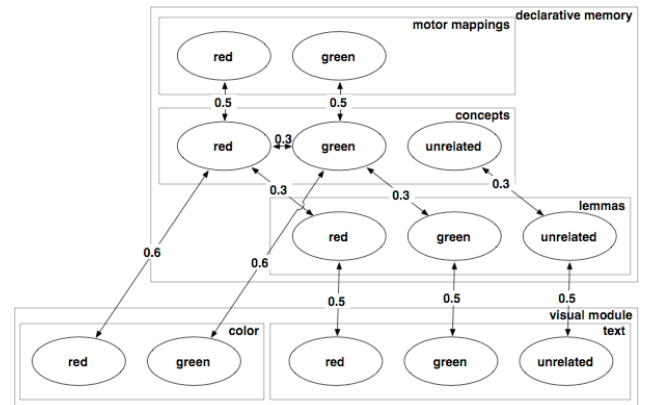 declarative memory
motor mappings
red green
0.5 0.5
concepts
red 0.3 green unrelated
0.3 0.3 0.3
lemmas
red green unrelated
0.6 0.6
0.5 0.5 0.5
visual module
color text
red green red green unrelated